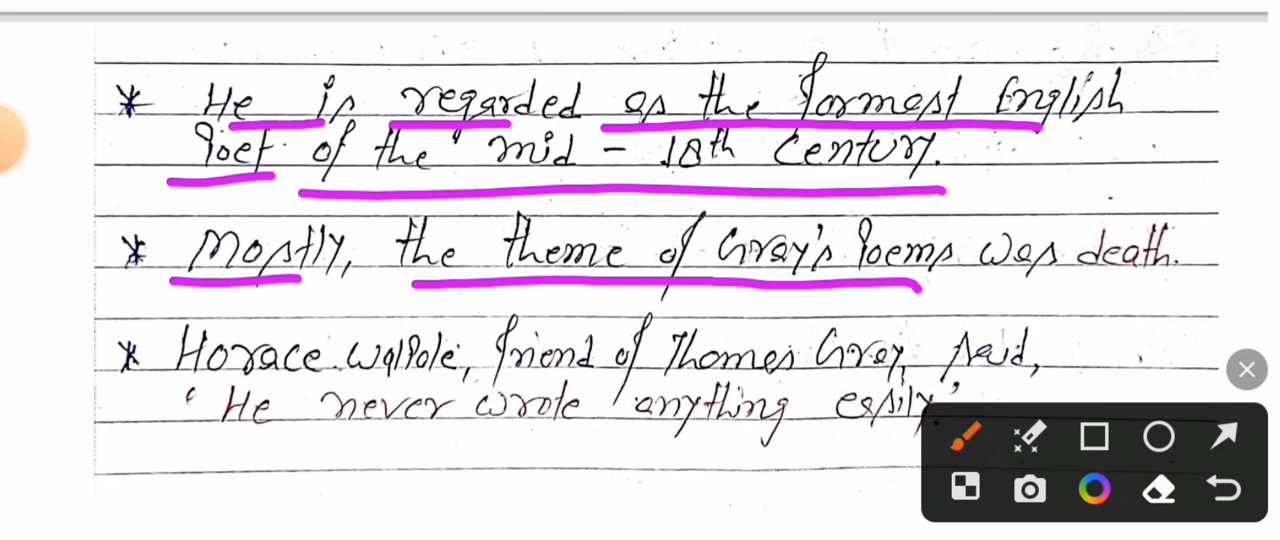 * He is regarded as the formost English
Poet of the mid - 18th Century.
* Mostly, the theme of Gray's Poems was death.
* Horace Walpole, friend of Thomas Gray, said,
'He never wrote anything easily.'